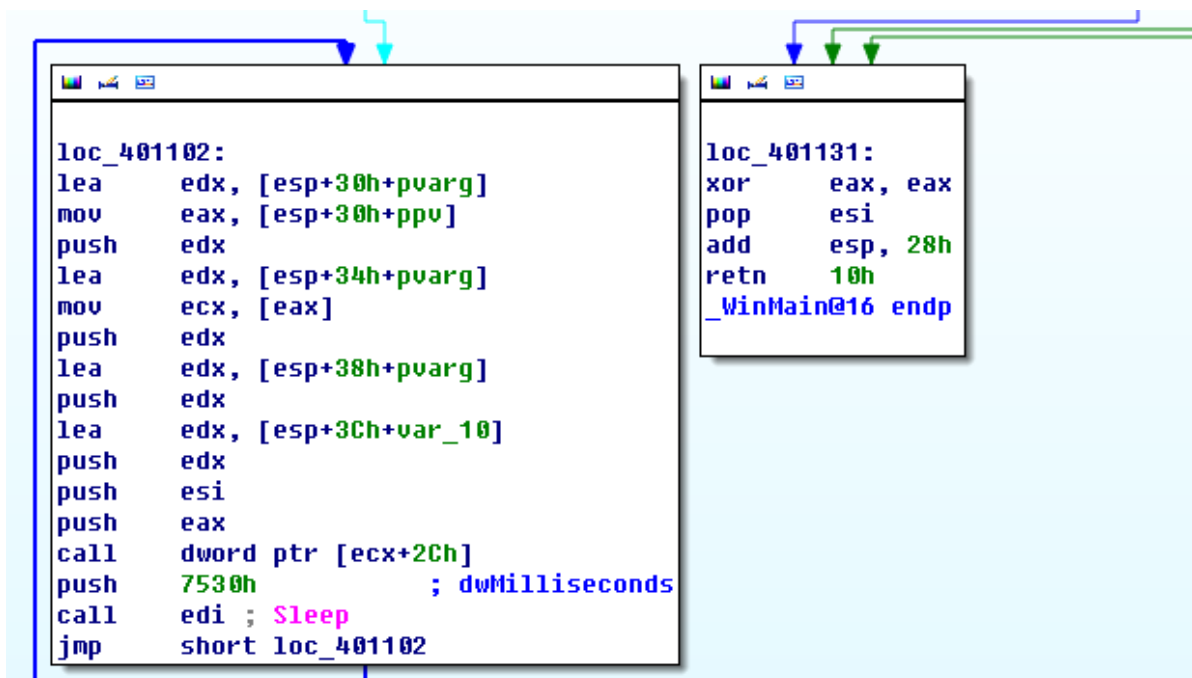 loc_401102:
lea edx, [esp+30h+pvarg]
mov eax, [esp+30h+ppv]
push edx
lea edx, [esp+34h+pvarg]
mov ecx, [eax]
push edx
lea edx, [esp+38h+pvarg]
push edx
lea edx, [esp+3Ch+var_10]
push edx
push esi
push eax
call dword ptr [ecx+2Ch]
push 7530h ; dwMilliseconds
call edi ; Sleep
jmp short loc_401102
loc_401131:
xor eax, eax
pop esi
add esp, 28h
retn 10h
_WinMain@16 endp